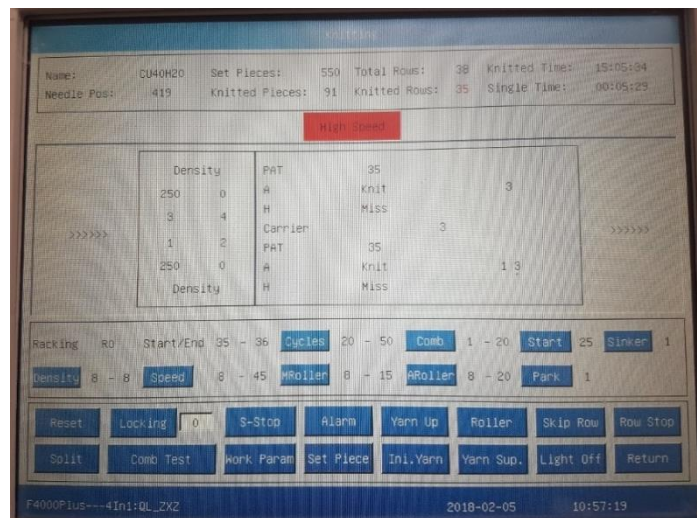 Knitting
Name: CU40H20 Set Pieces: 550 Total Rows: 38 Knitted Time: 15:05:34
Needle Pos: 419 Knitted Pieces: 91 Knitted Rows: 35 Single Time: 00:05:29
High Speed
Density PAT 35
250 0 A Knit 3
3 4 H Miss
>>>>>> Carrier 3 >>>>>>
1 2 PAT 35
250 0 A Knit 1 3
Density H Miss
Racking R0 Start/End 35 - 36 Cycles 20 - 50 Comb 1 - 20 Start 25 Sinker 1
Density 8 - 8 Speed 8 - 45 MRoller 8 - 15 ARoller 8 - 20 Park 1
Reset Locking 0 S-Stop Alarm Yarn Up Roller Skip Row Row Stop
Split Comb Test Work Param Set Piece Ini.Yarn Yarn Sup. Light Off Return
F4000Plus---4In1:QL_ZXZ 2018-02-05 10:57:19